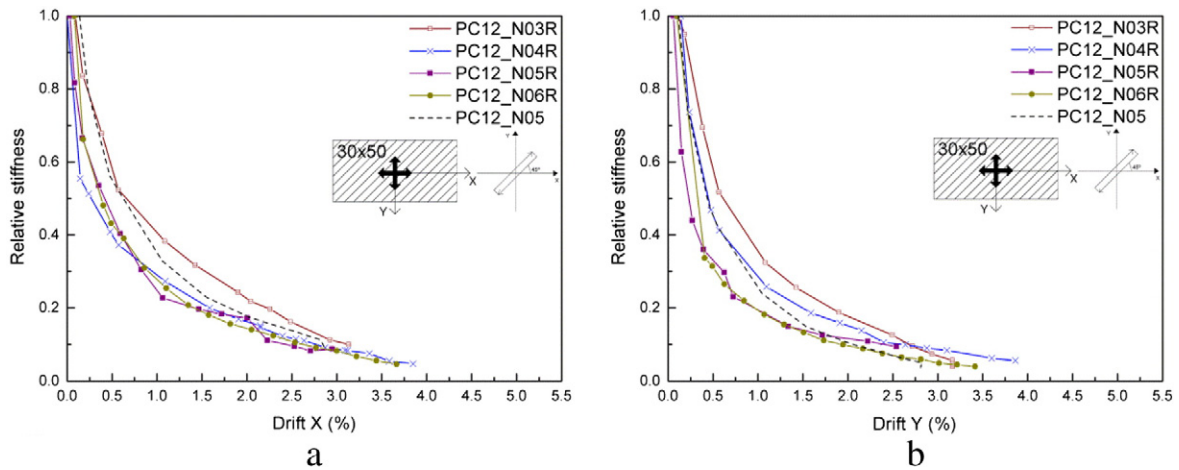 1.0
0.8
0.6
0.4
0.2
0.0
Relative stiffness
PC12_N03R
PC12_N04R
PC12_N05R
PC12_N06R
PC12_N05
30x50
X
Y
Y
X
45°
0.0 0.5 1.0 1.5 2.0 2.5 3.0 3.5 4.0 4.5 5.0 5.5
Drift X (%)
a
1.0
0.8
0.6
0.4
0.2
0.0
Relative stiffness
PC12_N03R
PC12_N04R
PC12_N05R
PC12_N06R
PC12_N05
30x50
X
Y
Y
X
45°
0.0 0.5 1.0 1.5 2.0 2.5 3.0 3.5 4.0 4.5 5.0 5.5
Drift Y (%)
b